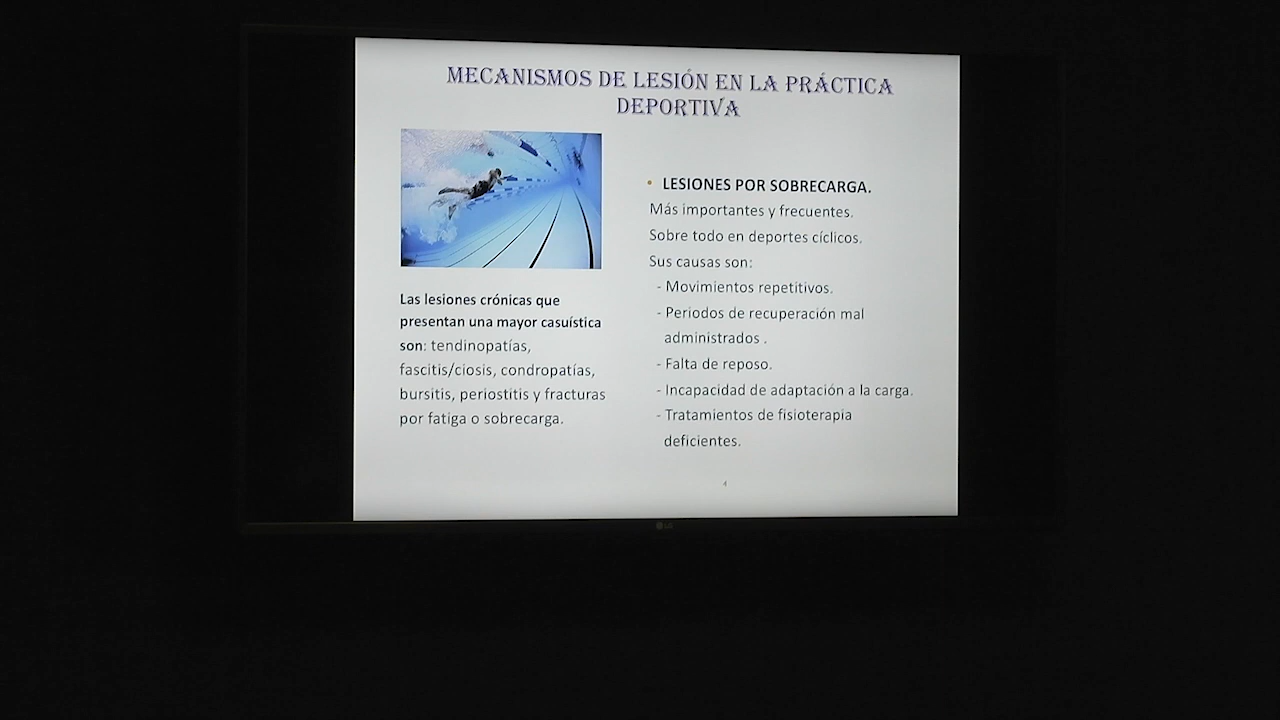 MECANISMOS DE LESIÓN EN LA PRÁCTICA
DEPORTIVA
Las lesiones crónicas que
presentan una mayor casuística
son: tendinopatías,
fascitis/ciosis, condropatías,
bursitis, periostitis y fracturas
por fatiga o sobrecarga.
• LESIONES POR SOBRECARGA.
Más importantes y frecuentes.
Sobre todo en deportes cíclicos.
Sus causas son:
- Movimientos repetitivos.
- Periodos de recuperación mal
administrados .
- Falta de reposo.
- Incapacidad de adaptación a la carga.
- Tratamientos de fisioterapia
deficientes.
4
LG